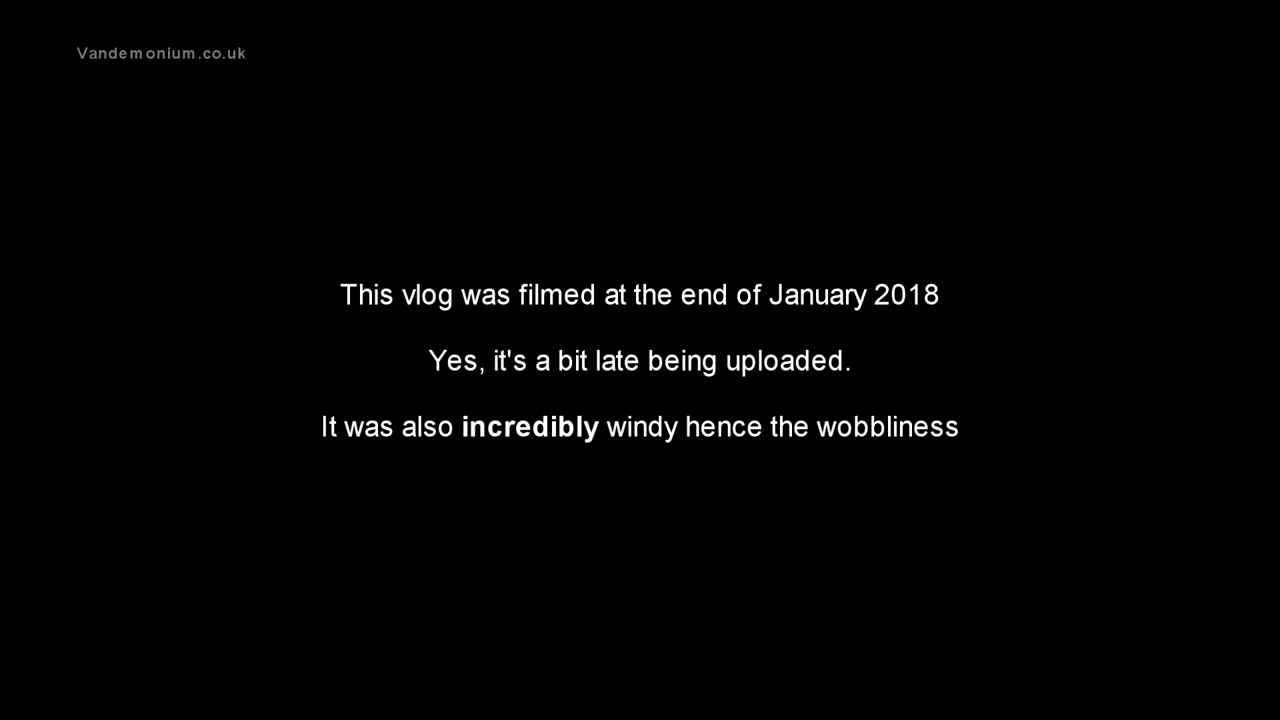 Vandemonium.co.uk
This vlog was filmed at the end of January 2018
Yes, it's a bit late being uploaded.
It was also incredibly windy hence the wobbliness